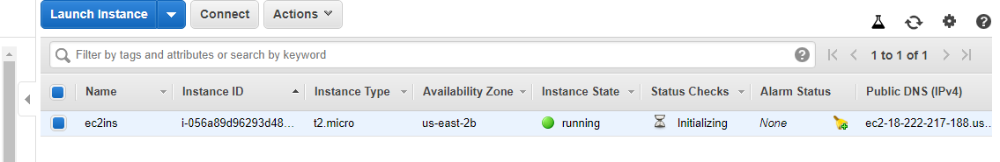 Launch Instance Connect Actions
Filter by tags and attributes or search by keyword 1 to 1 of 1
Name Instance ID Instance Type Availability Zone Instance State Status Checks Alarm Status Public DNS (IPv4)
ec2ins i-056a89d96293d48... t2.micro us-east-2b running Initializing None ec2-18-222-217-188.us...